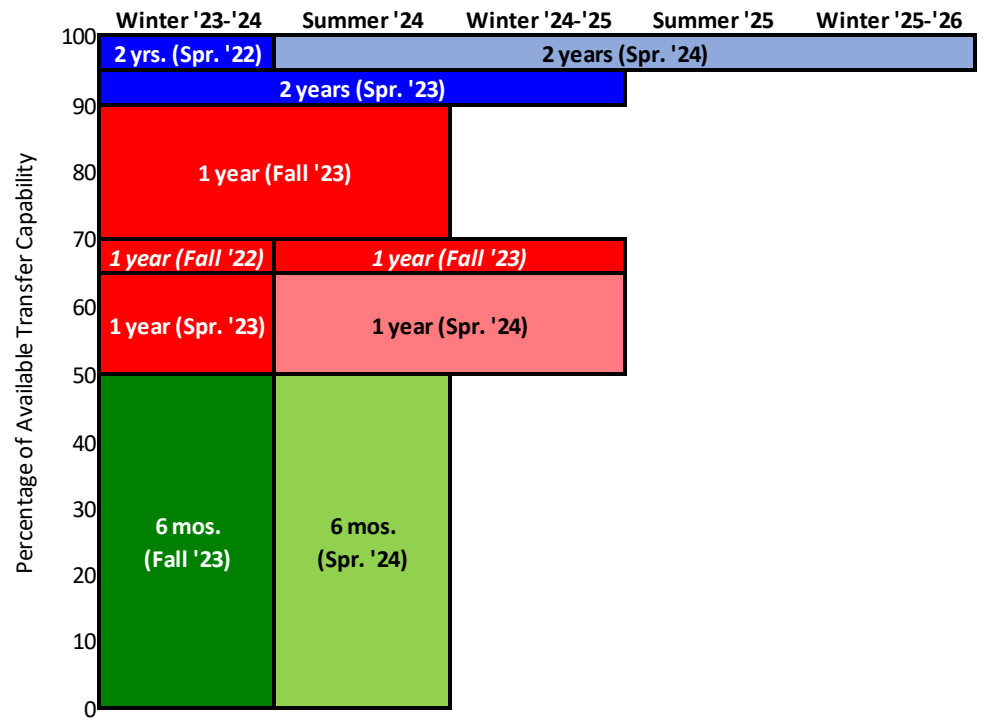 Winter '23-'24 Summer '24 Winter '24-'25 Summer '25 Winter '25-'26
Percentage of Available Transfer Capability
100
2 yrs. (Spr. '22) 2 years (Spr. '24)
2 years (Spr. '23)
90
1 year (Fall '23)
80
70
1 year (Fall '22) 1 year (Fall '23)
60
1 year (Spr. '23) 1 year (Spr. '24)
50
40
30
6 mos. 6 mos.
(Fall '23) (Spr. '24)
20
10
0